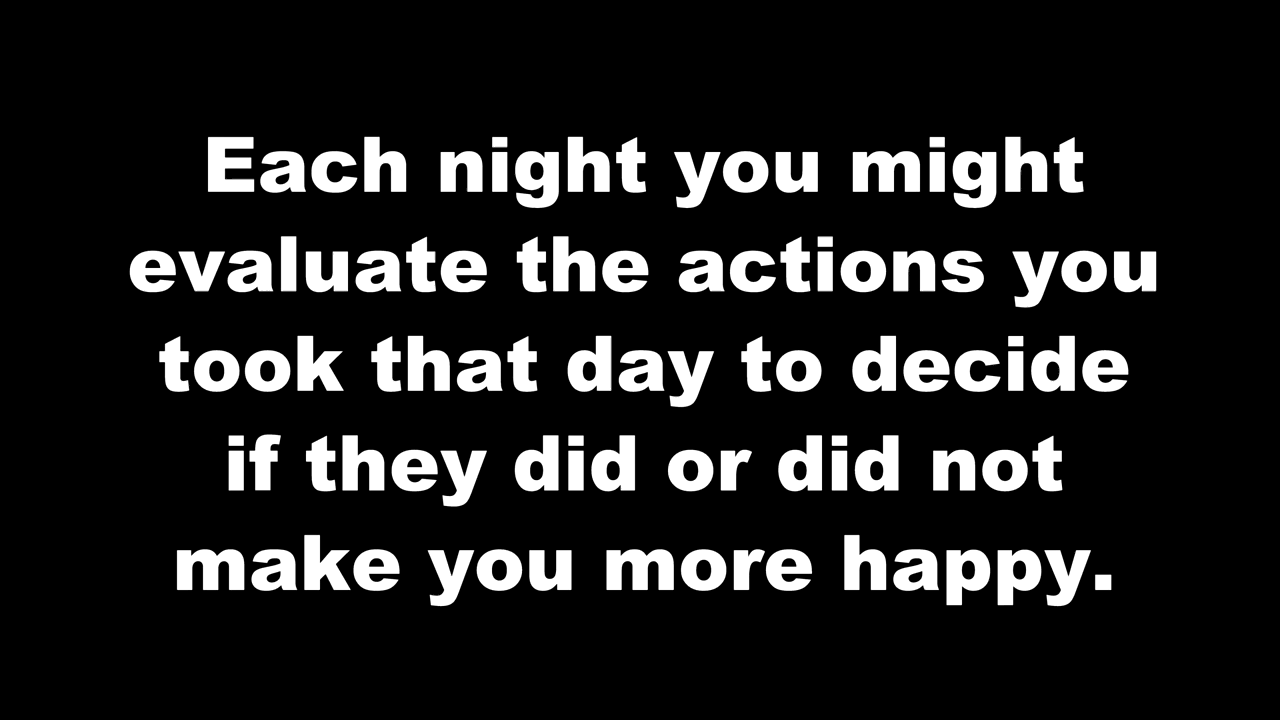 Each night you might
evaluate the actions you
took that day to decide
if they did or did not
make you more happy.